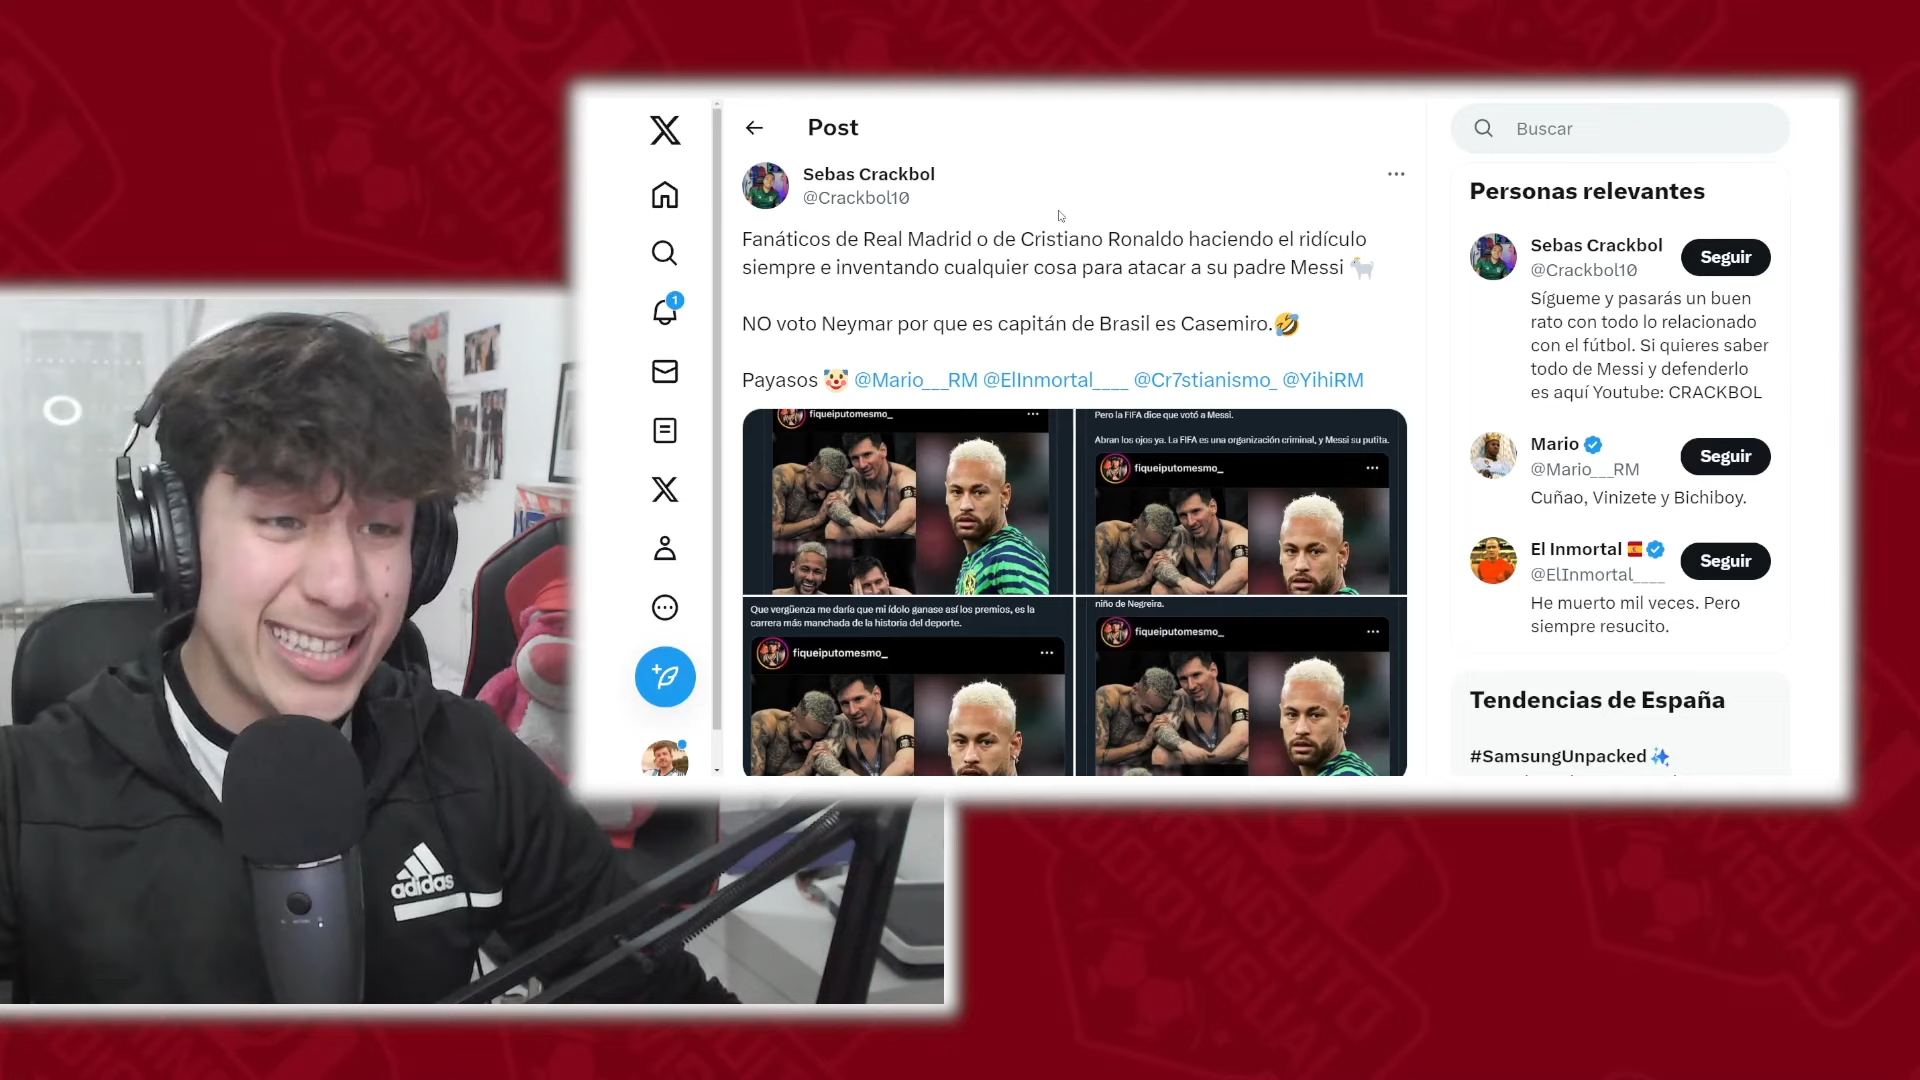 Post
Sebas Crackbol
@Crackbol10
Fanáticos de Real Madrid o de Cristiano Ronaldo haciendo el ridículo
siempre e inventando cualquier cosa para atacar a su padre Messi 🐐
NO voto Neymar por que es capitán de Brasil es Casemiro.🤣
Payasos 🤡 @Mario___RM @ElInmortal____ @Cr7stianismo_ @YihiRM
fiqueiputomesmo_
Pero la FIFA dice que votó a Messi.
Abran los ojos ya. La FIFA es una organización criminal, y Messi su putita.
fiqueiputomesmo_
Que vergüenza me daría que mi ídolo ganase así los premios, es la
carrera más manchada de la historia del deporte.
fiqueiputomesmo_
niño de Negreira.
fiqueiputomesmo_
Buscar
Personas relevantes
Sebas Crackbol
@Crackbol10
Seguir
Sígueme y pasarás un buen
rato con todo lo relacionado
con el fútbol. Si quieres saber
todo de Messi y defenderlo
es aquí Youtube: CRACKBOL
Mario
@Mario___RM
Seguir
Cuñao, Vinizete y Bichiboy.
El Inmortal 🇪🇸
@ElInmortal____
Seguir
He muerto mil veces. Pero
siempre resucito.
Tendencias de España
#SamsungUnpacked
1
adidas